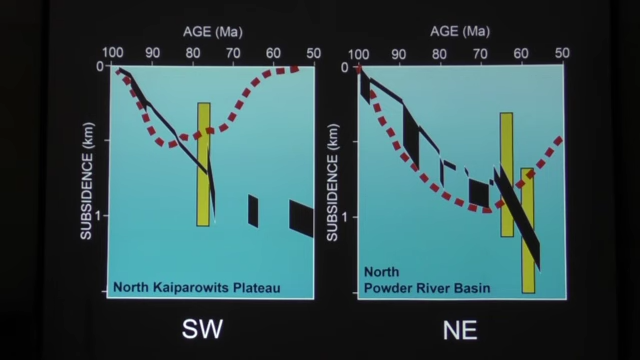 AGE (Ma)
100 90 80 70 60 50
0
1
SUBSIDENCE (km)
North Kaiparowits Plateau
SW
AGE (Ma)
100 90 80 70 60 50
0
1
SUBSIDENCE (km)
North
Powder River Basin
NE